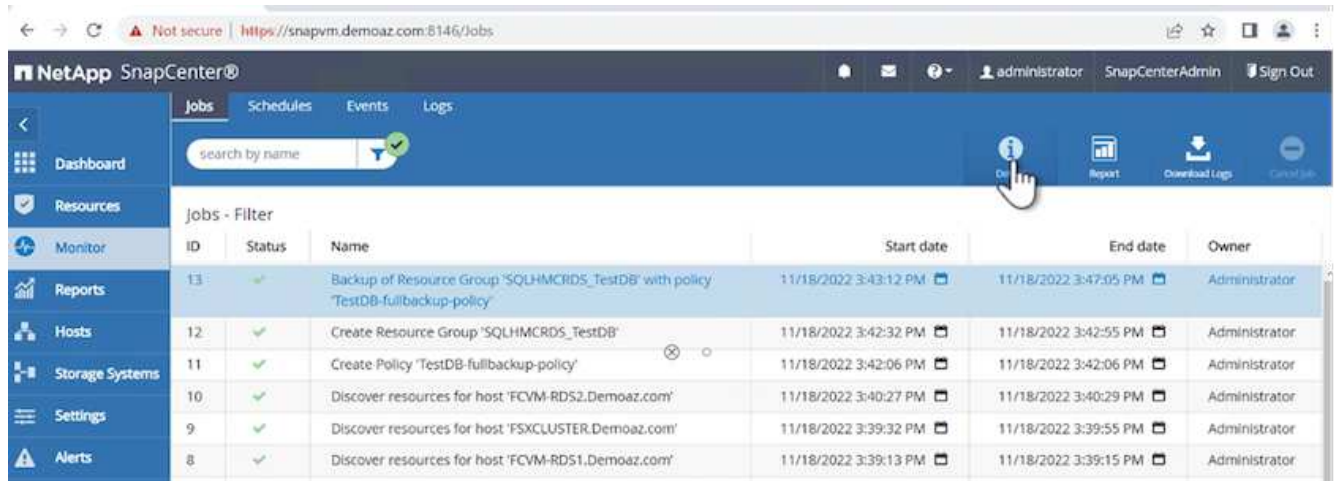 Not secure | https://snapvm.demoaz.com:8146/Jobs
NetApp SnapCenter®
administrator SnapCenterAdmin Sign Out
Jobs Schedules Events Logs
search by name
Report Download Logs Cancel Job
Dashboard
Resources
Monitor
Reports
Hosts
Storage Systems
Settings
Alerts
Jobs - Filter
ID Status Name Start date End date Owner
13 Backup of Resource Group 'SQLHMCRDS_TestDB' with policy 'TestDB-fullbackup-policy' 11/18/2022 3:43:12 PM 11/18/2022 3:47:05 PM Administrator
12 Create Resource Group 'SQLHMCRDS_TestDB' 11/18/2022 3:42:32 PM 11/18/2022 3:42:55 PM Administrator
11 Create Policy 'TestDB-fullbackup-policy' 11/18/2022 3:42:06 PM 11/18/2022 3:42:06 PM Administrator
10 Discover resources for host 'FCVM-RDS2.Demoaz.com' 11/18/2022 3:40:27 PM 11/18/2022 3:40:29 PM Administrator
9 Discover resources for host 'FSXCLUSTER.Demoaz.com' 11/18/2022 3:39:32 PM 11/18/2022 3:39:55 PM Administrator
8 Discover resources for host 'FCVM-RDS1.Demoaz.com' 11/18/2022 3:39:13 PM 11/18/2022 3:39:15 PM Administrator